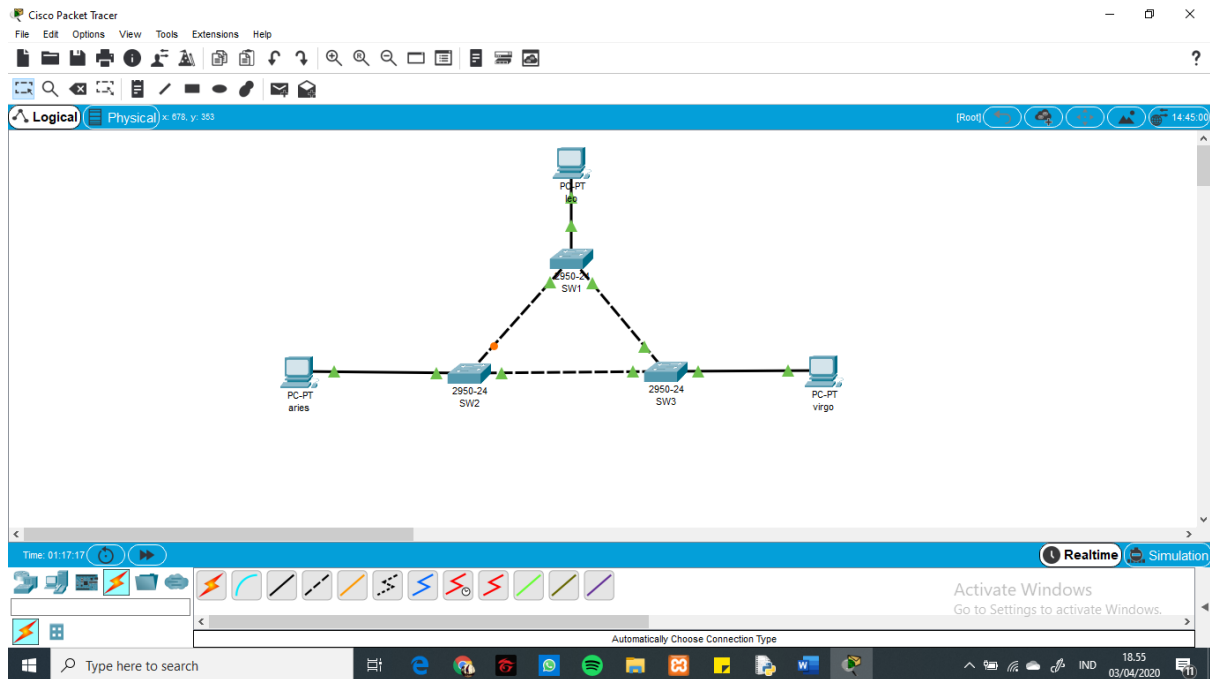 Cisco Packet Tracer
File Edit Options View Tools Extensions Help
?
Logical Physical x: 678, y: 353 [Root] 14:45:00
PC-PT
leo
2950-24
SW1
PC-PT
aries
2950-24
SW2
2950-24
SW3
PC-PT
virgo
Time: 01:17:17 Realtime Simulation
Activate Windows
Go to Settings to activate Windows.
Automatically Choose Connection Type
Type here to search IND 18.55
03/04/2020
11